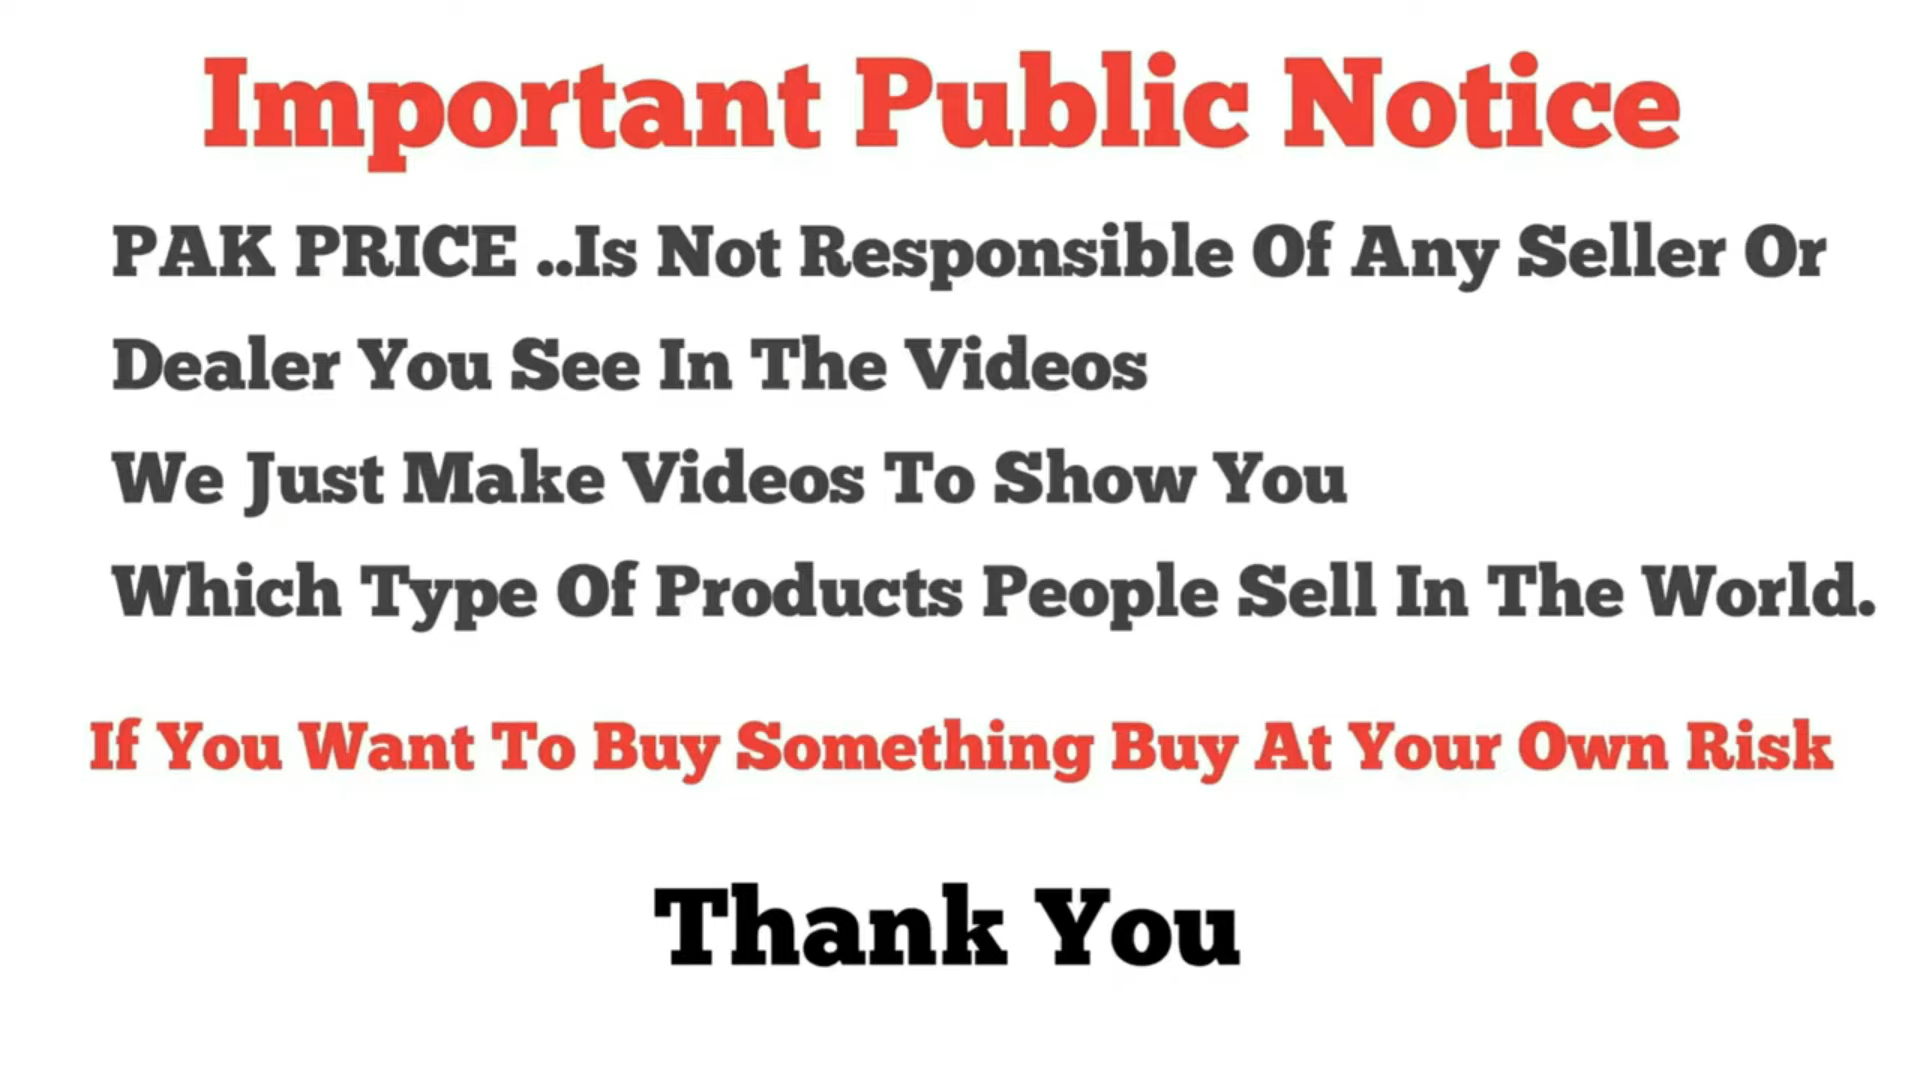 Important Public Notice
PAK PRICE ..Is Not Responsible Of Any Seller Or
Dealer You See In The Videos
We Just Make Videos To Show You
Which Type Of Products People Sell In The World.
If You Want To Buy Something Buy At Your Own Risk
Thank You